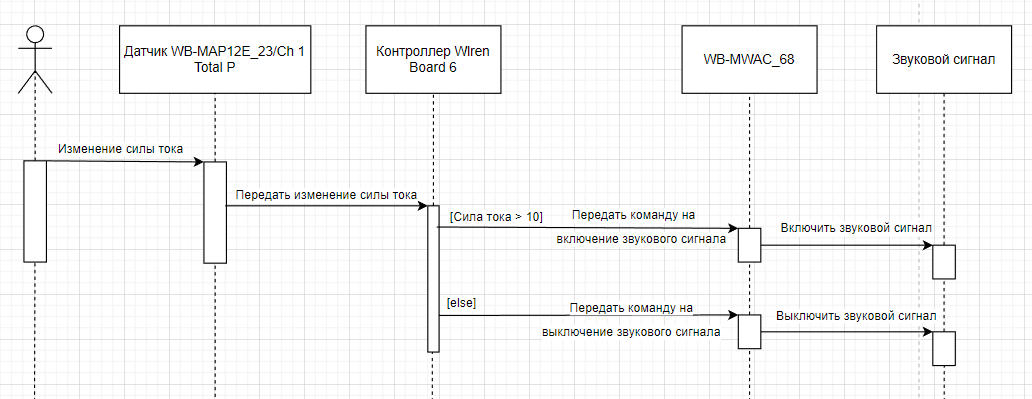 Датчик WB-MAP12E_23/Ch 1
Total P
Контроллер WIren
Board 6
WB-MWAC_68
Звуковой сигнал
Изменение силы тока
Передать изменение силы тока
[Сила тока > 10]
Передать команду на
включение звукового сигнала
Включить звуковой сигнал
[else]
Передать команду на
выключение звукового сигнала
Выключить звуковой сигнал